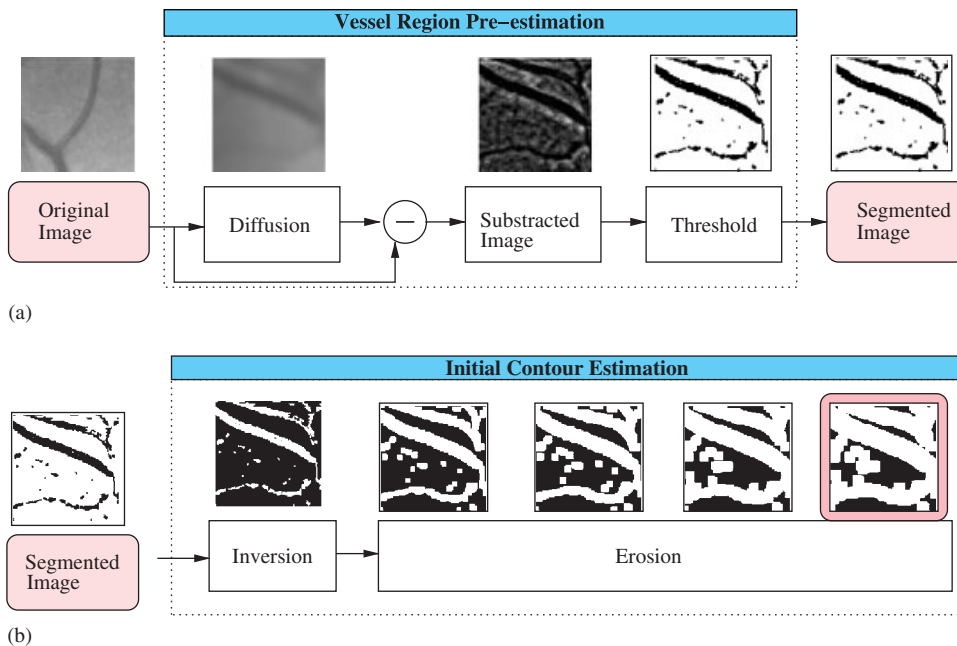 Vessel Region Pre−estimation
Original
Image
Diffusion
−
Substracted
Image
Threshold
Segmented
Image
(a)
Initial Contour Estimation
Segmented
Image
Inversion
Erosion
(b)